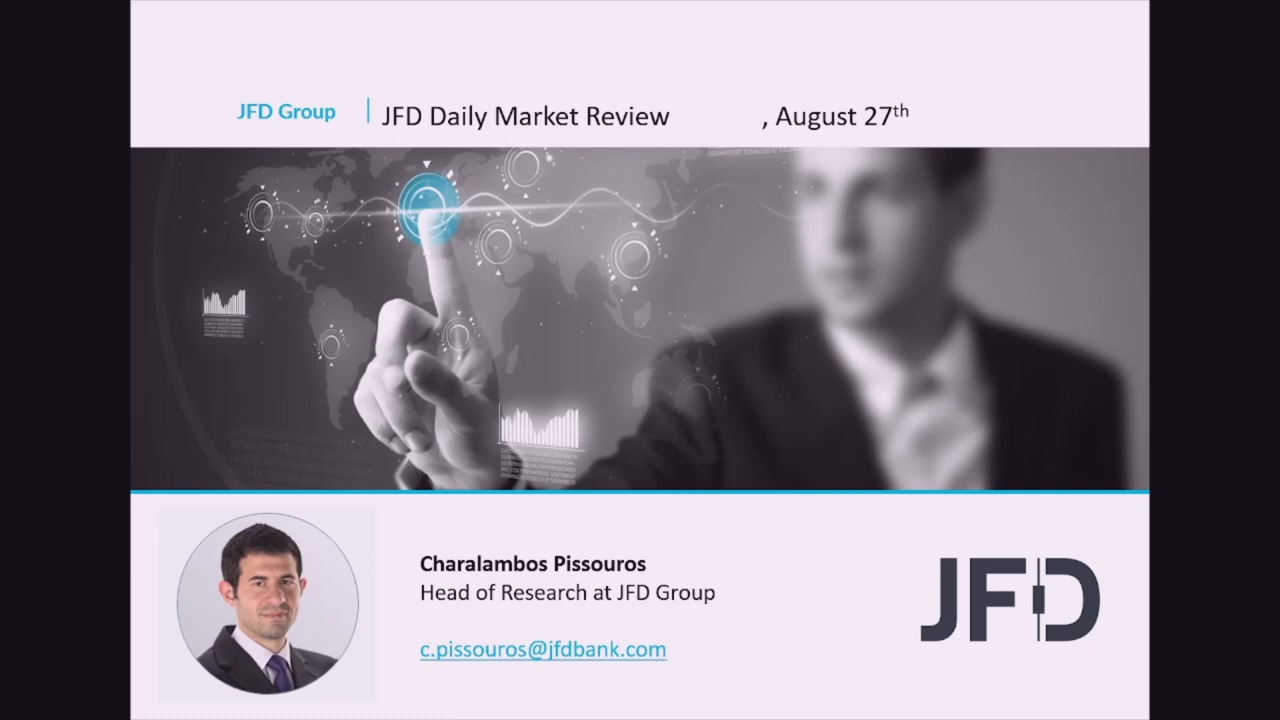 JFD Group
JFD Daily Market Review , August 27th
Charalambos Pissouros
Head of Research at JFD Group
c.pissouros@jfdbank.com
JFD